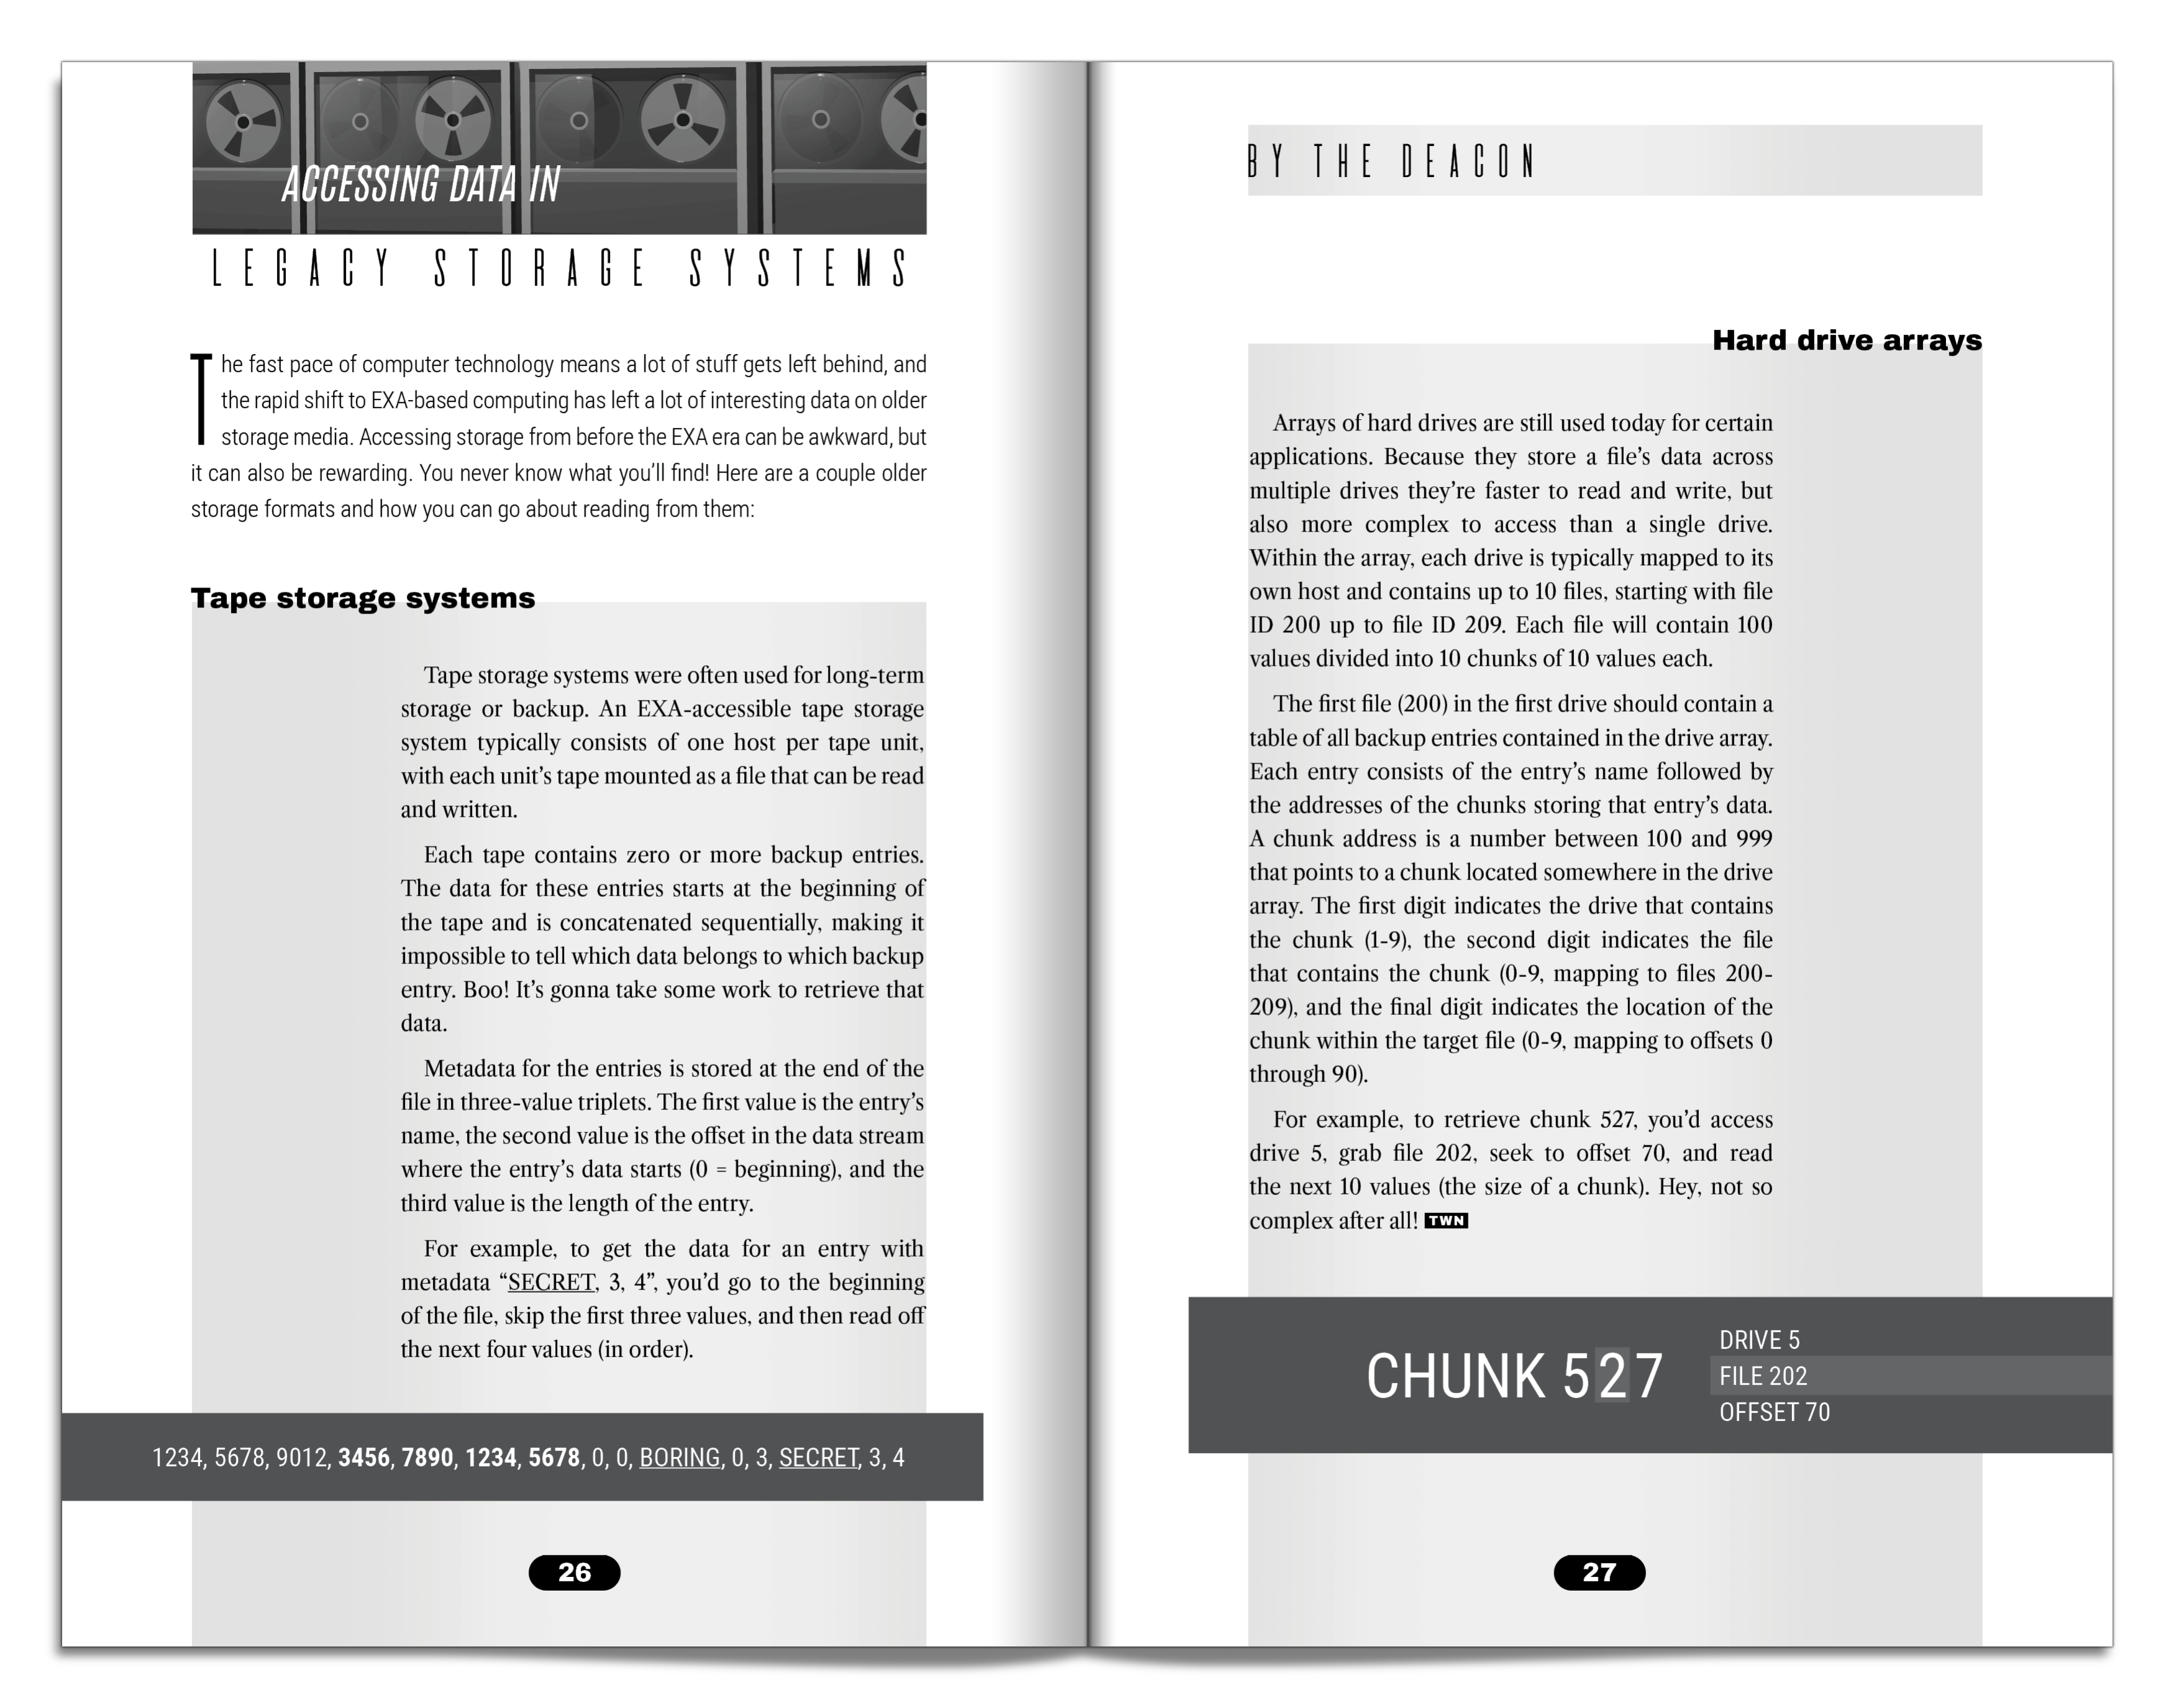 ACCESSING DATA IN
LEGACY STORAGE SYSTEMS
The fast pace of computer technology means a lot of stuff gets left behind, and
the rapid shift to EXA-based computing has left a lot of interesting data on older
storage media. Accessing storage from before the EXA era can be awkward, but
it can also be rewarding. You never know what you’ll find! Here are a couple older
storage formats and how you can go about reading from them:
Tape storage systems
Tape storage systems were often used for long-term
storage or backup. An EXA-accessible tape storage
system typically consists of one host per tape unit,
with each unit’s tape mounted as a file that can be read
and written.
Each tape contains zero or more backup entries.
The data for these entries starts at the beginning of
the tape and is concatenated sequentially, making it
impossible to tell which data belongs to which backup
entry. Boo! It’s gonna take some work to retrieve that
data.
Metadata for the entries is stored at the end of the
file in three-value triplets. The first value is the entry’s
name, the second value is the offset in the data stream
where the entry’s data starts (0 = beginning), and the
third value is the length of the entry.
For example, to get the data for an entry with
metadata “SECRET, 3, 4”, you’d go to the beginning
of the file, skip the first three values, and then read off
the next four values (in order).
1234, 5678, 9012, 3456, 7890, 1234, 5678, 0, 0, BORING, 0, 3, SECRET, 3, 4
26
BY THE DEACON
Hard drive arrays
Arrays of hard drives are still used today for certain
applications. Because they store a file’s data across
multiple drives they’re faster to read and write, but
also more complex to access than a single drive.
Within the array, each drive is typically mapped to its
own host and contains up to 10 files, starting with file
ID 200 up to file ID 209. Each file will contain 100
values divided into 10 chunks of 10 values each.
The first file (200) in the first drive should contain a
table of all backup entries contained in the drive array.
Each entry consists of the entry’s name followed by
the addresses of the chunks storing that entry’s data.
A chunk address is a number between 100 and 999
that points to a chunk located somewhere in the drive
array. The first digit indicates the drive that contains
the chunk (1-9), the second digit indicates the file
that contains the chunk (0-9, mapping to files 200-
209), and the final digit indicates the location of the
chunk within the target file (0-9, mapping to offsets 0
through 90).
For example, to retrieve chunk 527, you’d access
drive 5, grab file 202, seek to offset 70, and read
the next 10 values (the size of a chunk). Hey, not so
complex after all! TWN
CHUNK 527
DRIVE 5
FILE 202
OFFSET 70
27